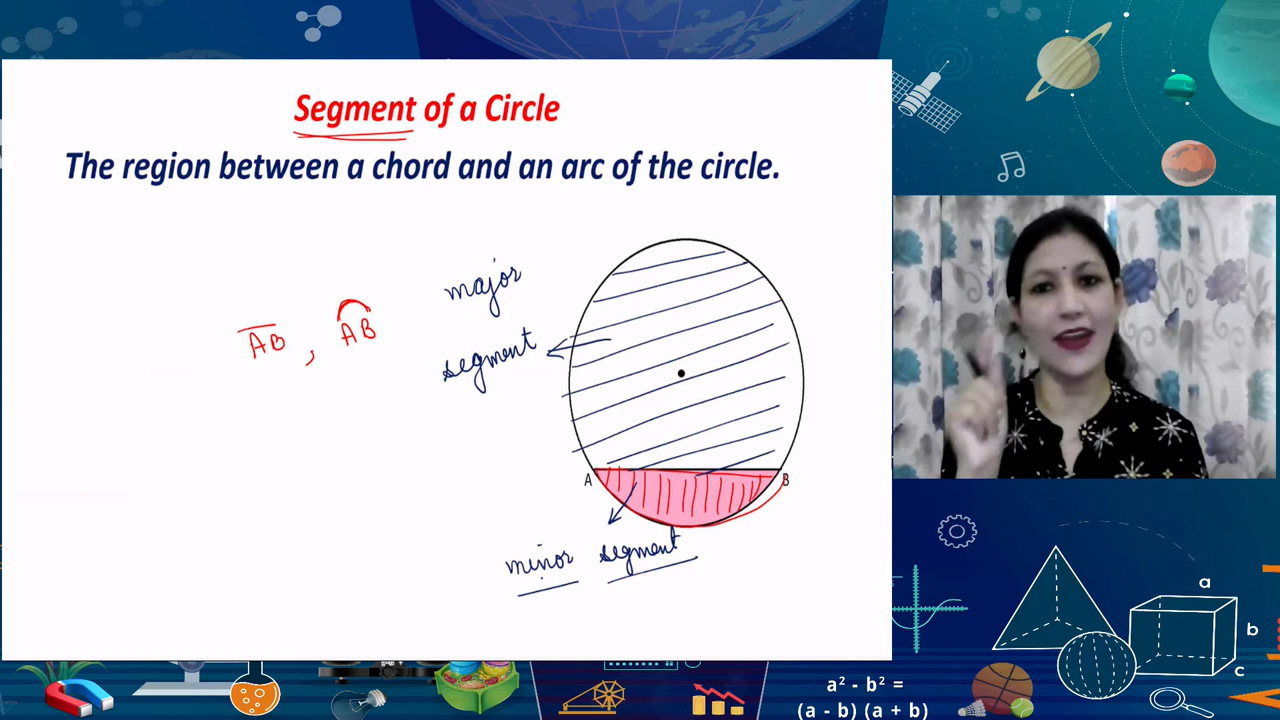 Segment of a Circle
The region between a chord and an arc of the circle.
major
segment
AB , AB
A
B
minor segment
a
b
c
a² - b² =
(a - b) (a + b)